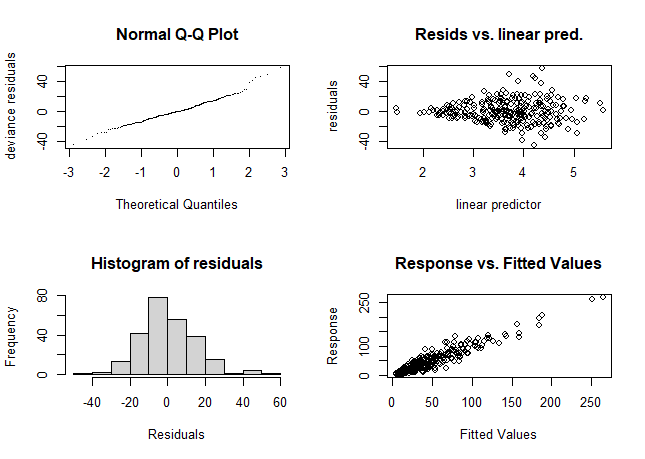 Normal Q-Q Plot
deviance residuals
-40 0 40
-3 -2 -1 0 1 2 3
Theoretical Quantiles
Resids vs. linear pred.
residuals
-40 0 40
2 3 4 5
linear predictor
Histogram of residuals
Frequency
0 40 80
-40 -20 0 20 40 60
Residuals
Response vs. Fitted Values
Response
0 100 250
0 50 100 150 200 250
Fitted Values